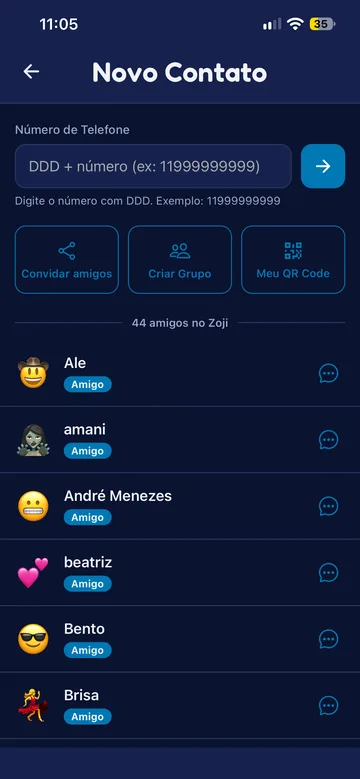 11:05
35
Novo Contato
Número de Telefone
DDD + número (ex: 11999999999)
Digite o número com DDD. Exemplo: 11999999999
Convidar amigos
Criar Grupo
Meu QR Code
44 amigos no Zoji
Ale
Amigo
amani
Amigo
André Menezes
Amigo
beatriz
Amigo
Bento
Amigo
Brisa
Amigo